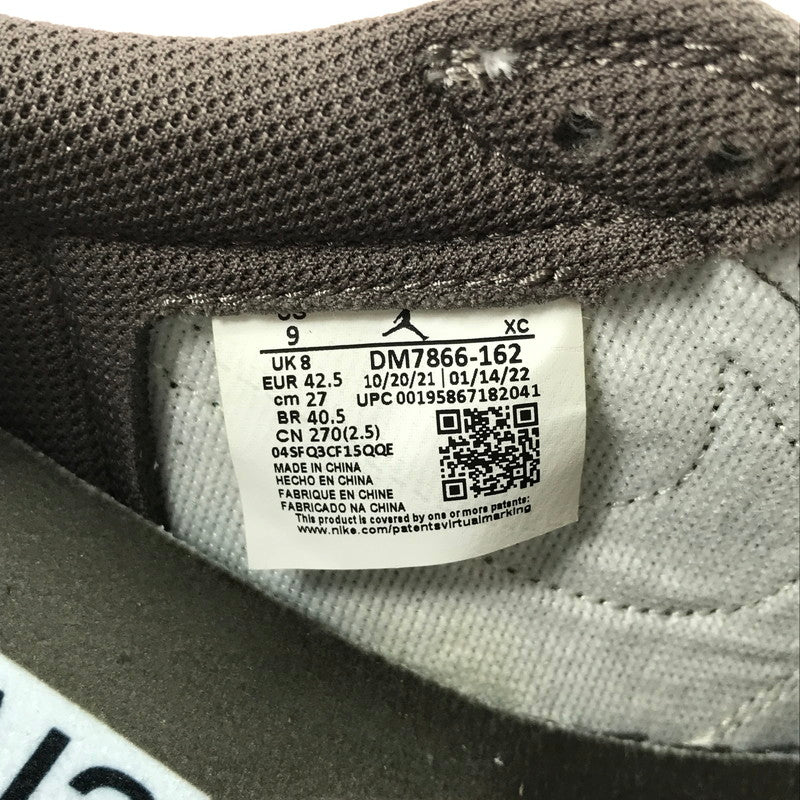 US
9 XC
UK 8 DM7866-162
EUR 42.5 10/20/21 | 01/14/22
cm 27 UPC 00195867182041
BR 40.5
CN 270(2.5)
04SFQ3CF15QQE
MADE IN CHINA
HECHO EN CHINA
FABRIQUE EN CHINE
FABRICADO NA CHINA
This product is covered by one or more patents:
www.nike.com/patentsvirtualmarking